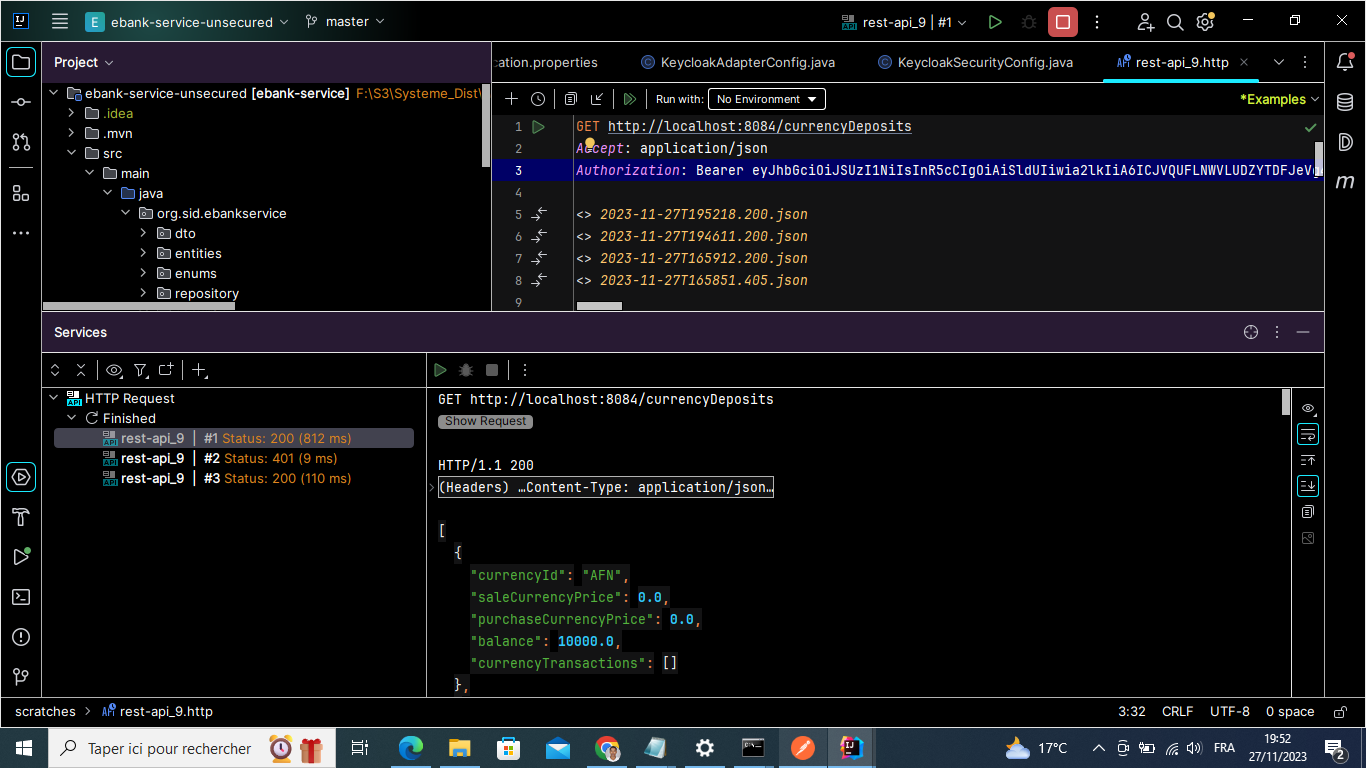 IJ
E ebank-service-unsecured
master
rest-api_9 | #1
Project
ebank-service-unsecured [ebank-service] F:\S3\Systeme_Dist\
.idea
.mvn
src
main
java
org.sid.ebankservice
dto
entities
enums
repository
cation.properties
C KeycloakAdapterConfig.java
C KeycloakSecurityConfig.java
API rest-api_9.http
Run with: No Environment
*Examples
1 GET http://localhost:8084/currencyDeposits
2 Accept: application/json
3 Authorization: Bearer eyJhbGciOiJSUzI1NiIsInR5cCIgOiAiSldUIiwia2lkIiA6ICJVQUFLNWVLUDZYTDFJeV
4
5 <> 2023-11-27T195218.200.json
6 <> 2023-11-27T194611.200.json
7 <> 2023-11-27T165912.200.json
8 <> 2023-11-27T165851.405.json
9
Services
API HTTP Request
Finished
API rest-api_9 | #1 Status: 200 (812 ms)
API rest-api_9 | #2 Status: 401 (9 ms)
API rest-api_9 | #3 Status: 200 (110 ms)
GET http://localhost:8084/currencyDeposits
Show Request
HTTP/1.1 200
(Headers) …Content-Type: application/json…
[
{
"currencyId": "AFN",
"saleCurrencyPrice": 0.0,
"purchaseCurrencyPrice": 0.0,
"balance": 10000.0,
"currencyTransactions": []
},
D
m
scratches > API rest-api_9.http
3:32 CRLF UTF-8 0 space
Taper ici pour rechercher
17°C
FRA
19:52
27/11/2023
2